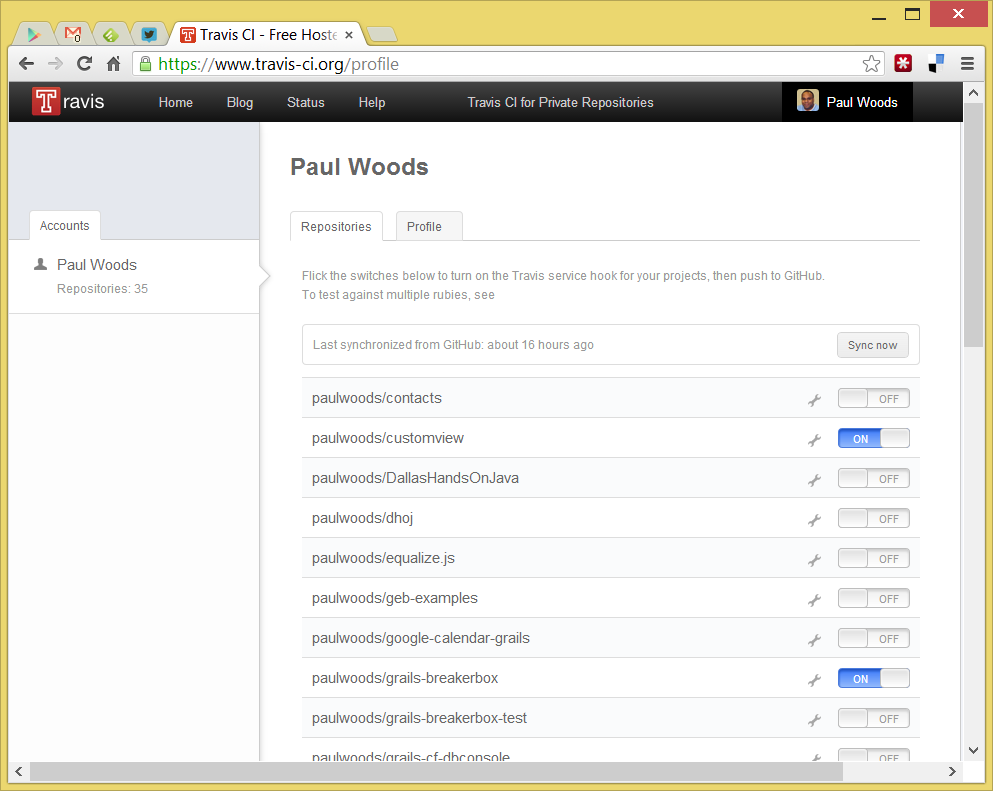 0
Travis CI - Free Hoste
https://www.travis-ci.org/profile
Travis
Home
Blog
Status
Help
Travis CI for Private Repositories
Paul Woods
Paul Woods
Accounts
Repositories
Profile
Paul Woods
Repositories: 35
Flick the switches below to turn on the Travis service hook for your projects, then push to GitHub.
To test against multiple rubies, see
Last synchronized from GitHub: about 16 hours ago
Sync now
paulwoods/contacts
OFF
paulwoods/customview
ON
paulwoods/DallasHandsOnJava
OFF
paulwoods/dhoj
OFF
paulwoods/equalize.js
OFF
paulwoods/geb-examples
OFF
paulwoods/google-calendar-grails
OFF
paulwoods/grails-breakerbox
ON
paulwoods/grails-breakerbox-test
OFF
paulwoods/grails-cf-dbconsole
OFF